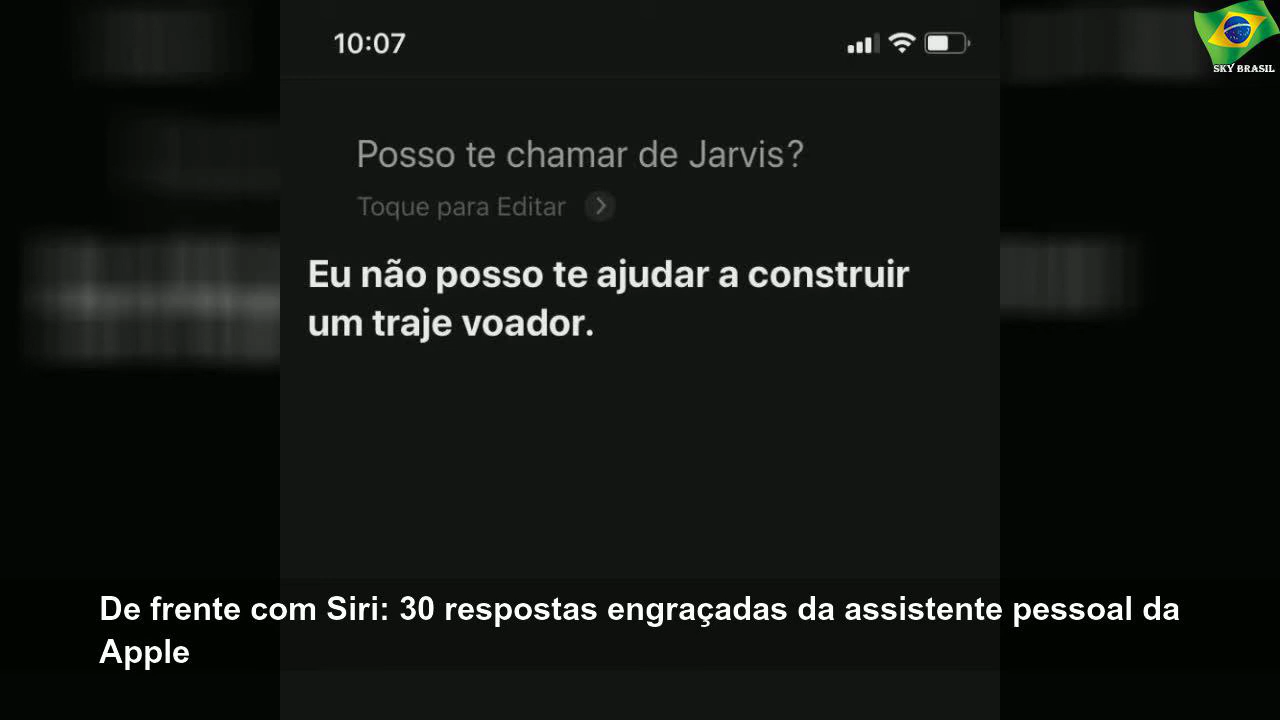 10:07
SKY BRASIL
Posso te chamar de Jarvis?
Toque para Editar
Eu não posso te ajudar a construir
um traje voador.
De frente com Siri: 30 respostas engraçadas da assistente pessoal da
Apple